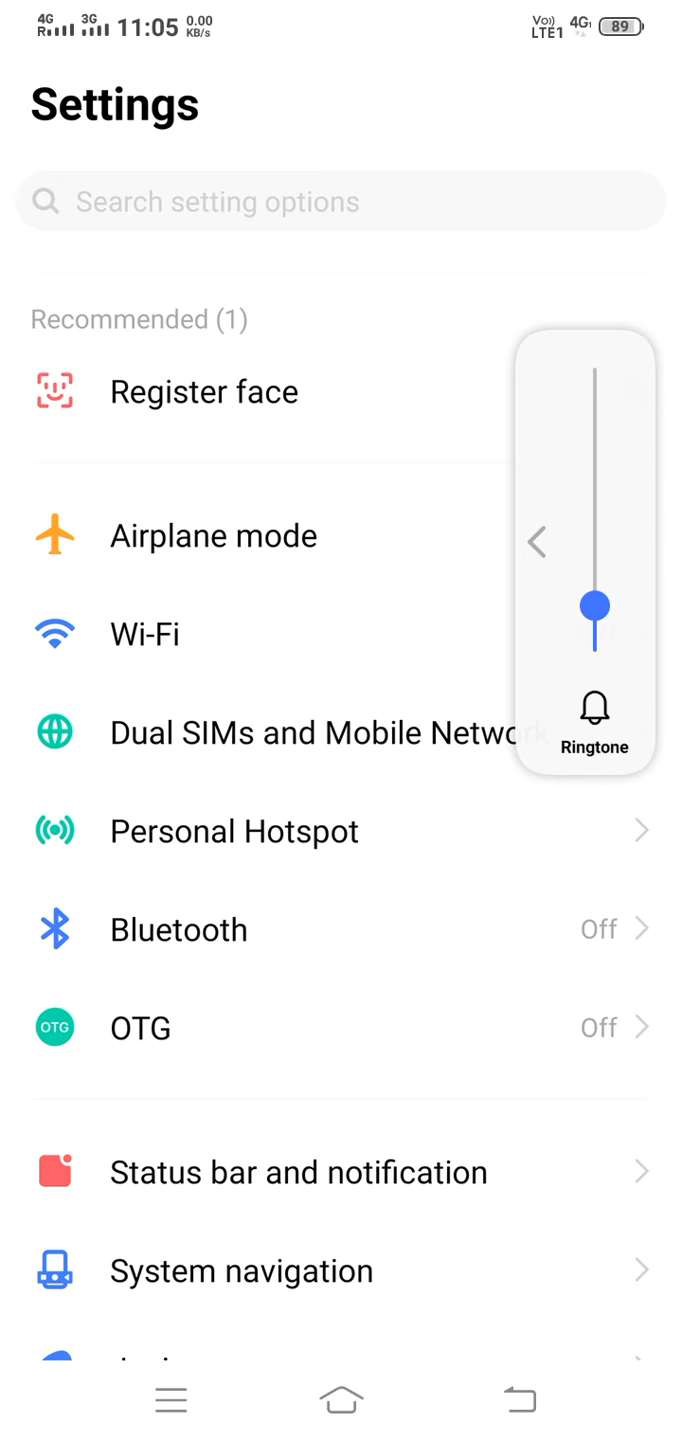 4G R 3G 11:05 0.00 KB/s Vo)) LTE1 4G1 89
Settings
Search setting options
Recommended (1)
Register face
Airplane mode
Wi-Fi
Dual SIMs and Mobile Network
Ringtone
Personal Hotspot
Bluetooth Off
OTG OTG Off
Status bar and notification
System navigation